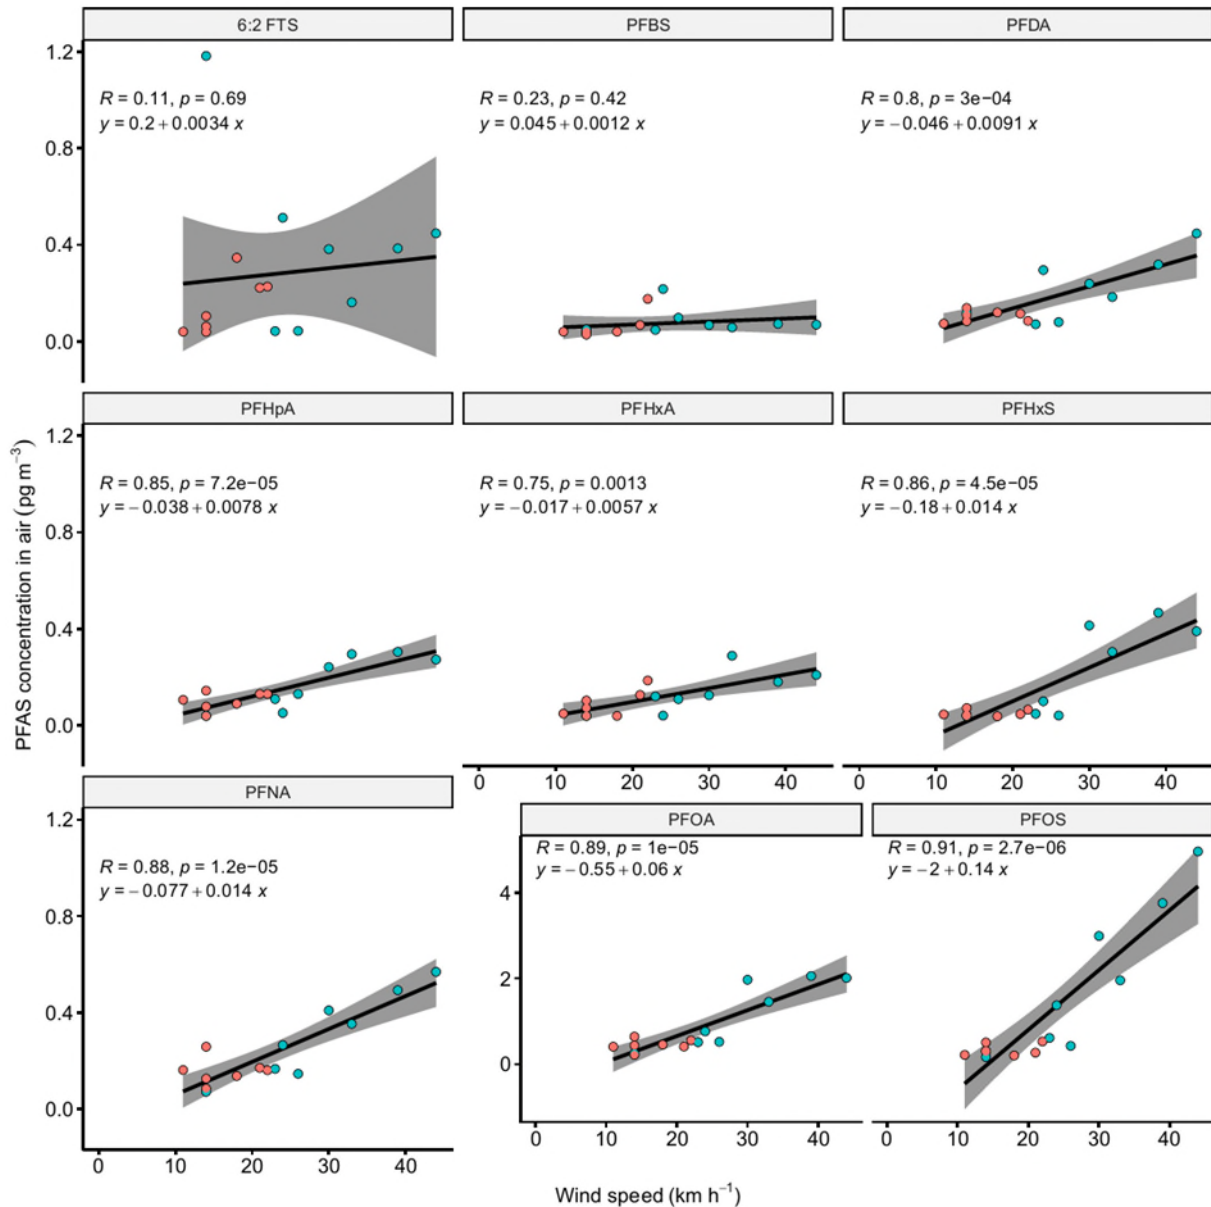 6:2 FTS
PFBS
PFDA
1.2
R = 0.11, p = 0.69
y = 0.2 + 0.0034 x
R = 0.23, p = 0.42
y = 0.045 + 0.0012 x
R = 0.8, p = 3e−04
y = −0.046 + 0.0091 x
0.8
0.4
0.0
PFHpA
PFHxA
PFHxS
1.2
R = 0.85, p = 7.2e−05
y = −0.038 + 0.0078 x
R = 0.75, p = 0.0013
y = −0.017 + 0.0057 x
R = 0.86, p = 4.5e−05
y = −0.18 + 0.014 x
0.8
0.4
0.0
0 10 20 30 40
0 10 20 30 40
PFAS concentration in air (pg m⁻³)
PFNA
PFOA
PFOS
1.2
R = 0.88, p = 1.2e−05
y = −0.077 + 0.014 x
R = 0.89, p = 1e−05
y = −0.55 + 0.06 x
R = 0.91, p = 2.7e−06
y = −2 + 0.14 x
0.8
0.4
0.0
4
2
0
0 10 20 30 40
0 10 20 30 40
0 10 20 30 40
Wind speed (km h⁻¹)